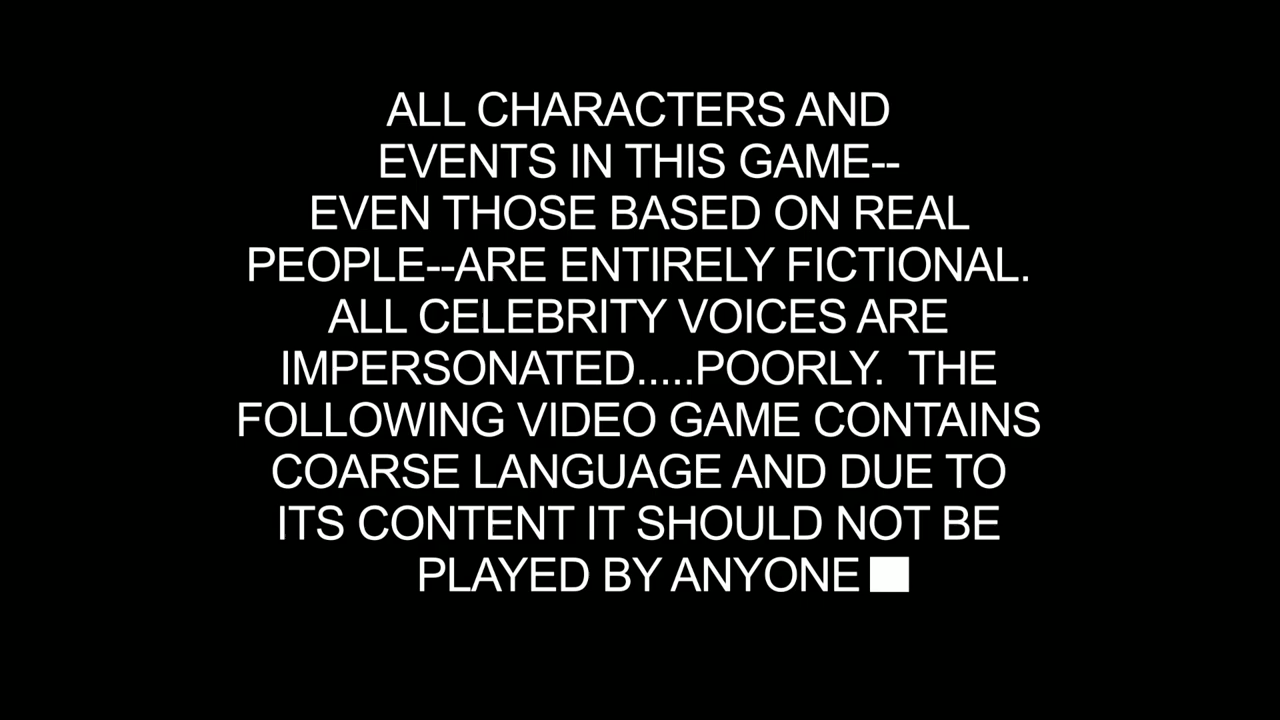 ALL CHARACTERS AND
EVENTS IN THIS GAME--
EVEN THOSE BASED ON REAL
PEOPLE--ARE ENTIRELY FICTIONAL.
ALL CELEBRITY VOICES ARE
IMPERSONATED.....POORLY.  THE
FOLLOWING VIDEO GAME CONTAINS
COARSE LANGUAGE AND DUE TO
ITS CONTENT IT SHOULD NOT BE
PLAYED BY ANYONE